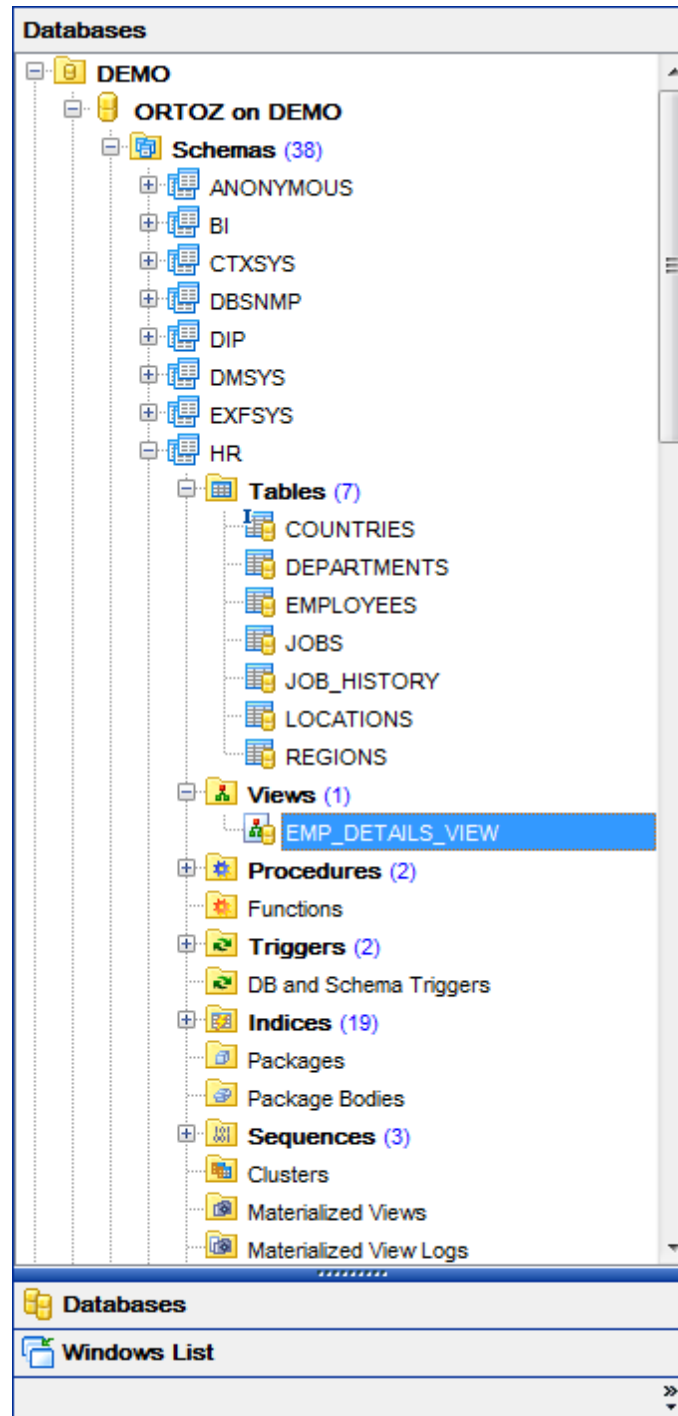 Databases
DEMO
ORTOZ on DEMO
Schemas (38)
ANONYMOUS
BI
CTXSYS
DBSNMP
DIP
DMSYS
EXFSYS
HR
Tables (7)
COUNTRIES
DEPARTMENTS
EMPLOYEES
JOBS
JOB_HISTORY
LOCATIONS
REGIONS
Views (1)
EMP_DETAILS_VIEW
Procedures (2)
Functions
Triggers (2)
DB and Schema Triggers
Indices (19)
Packages
Package Bodies
Sequences (3)
Clusters
Materialized Views
Materialized View Logs
Databases
Windows List